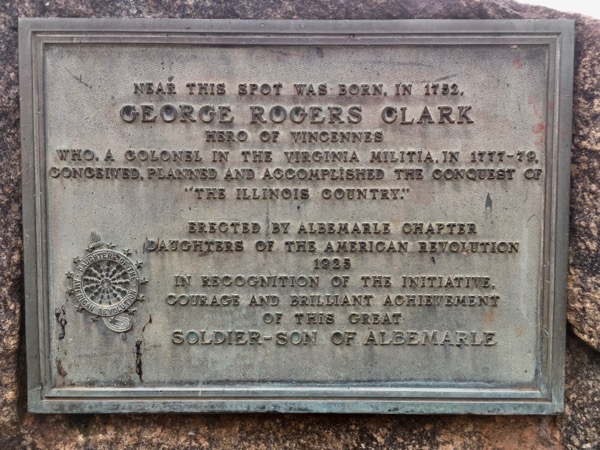 NEAR THIS SPOT WAS BORN, IN 1752,
GEORGE ROGERS CLARK
HERO OF VINCENNES
WHO, A COLONEL IN THE VIRGINIA MILITIA, IN 1777-79,
CONCEIVED, PLANNED AND ACCOMPLISHED THE CONQUEST OF
"THE ILLINOIS COUNTRY."
ERECTED BY ALBEMARLE CHAPTER
DAUGHTERS OF THE AMERICAN REVOLUTION
1925
IN RECOGNITION OF THE INITIATIVE,
COURAGE AND BRILLIANT ACHIEVEMENT
OF THIS GREAT
SOLDIER-SON OF ALBEMARLE